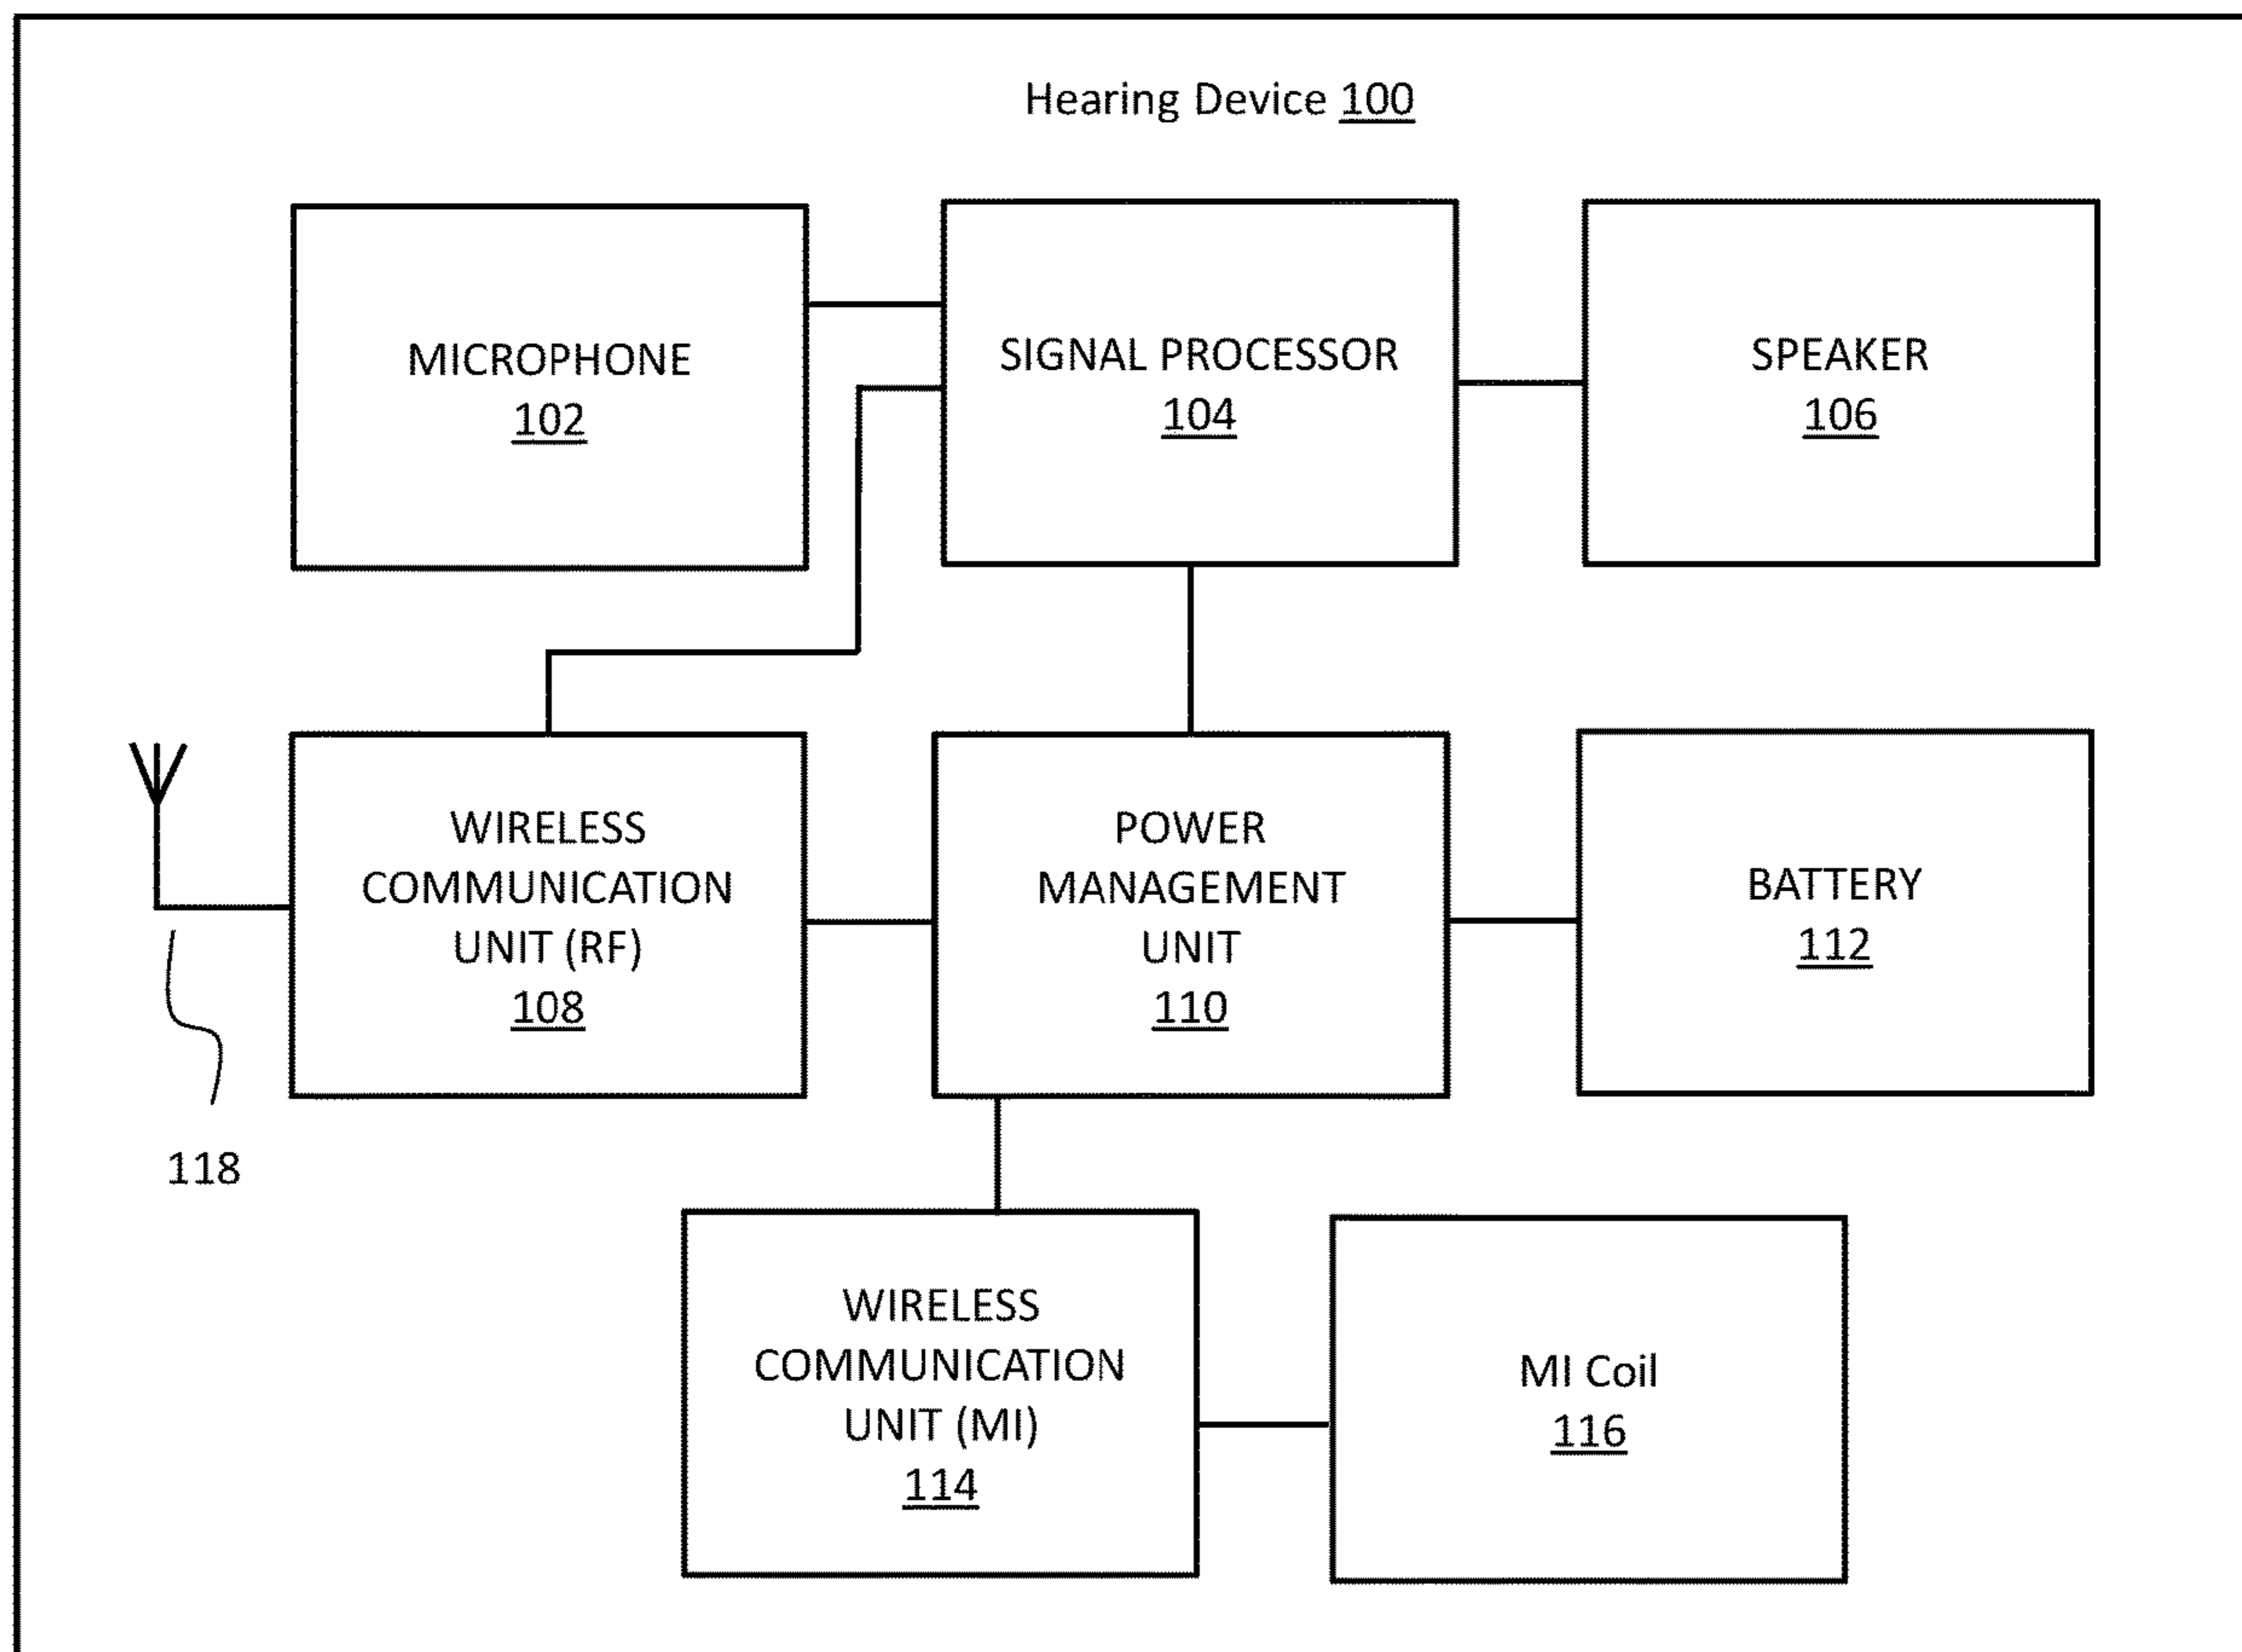 Hearing Device 100
MICROPHONE
102
SIGNAL PROCESSOR
104
SPEAKER
106
WIRELESS
COMMUNICATION
UNIT (RF)
108
POWER
MANAGEMENT
UNIT
110
BATTERY
112
118
WIRELESS
COMMUNICATION
UNIT (MI)
114
MI Coil
116